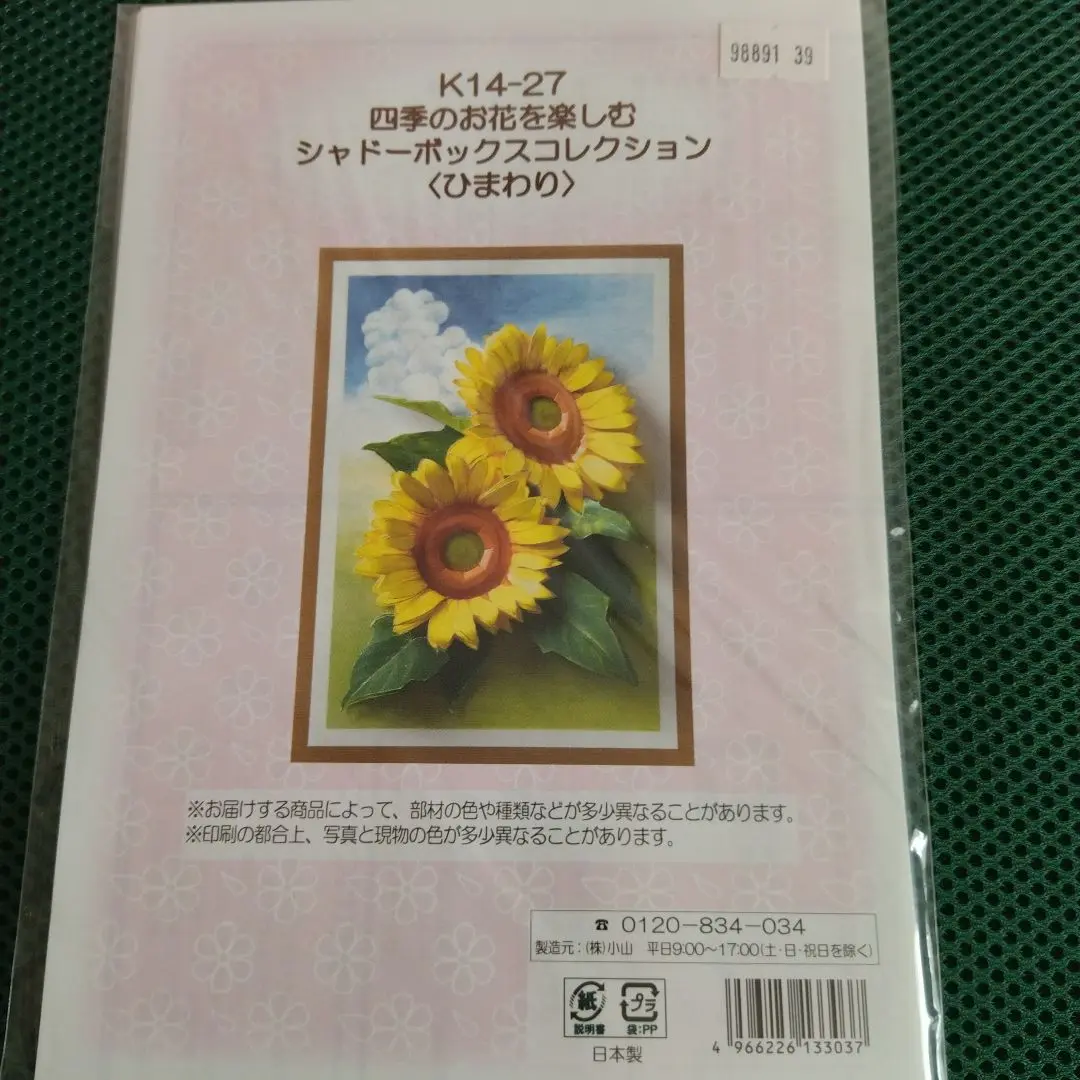 98891 39
K14-27
四季のお花を楽しむ
シャドーボックスコレクション
〈ひまわり〉
※お届けする商品によって、部材の色や種類などが多少異なることがあります。
※印刷の都合上、写真と現物の色が多少異なることがあります。
☎ 0120-834-034
製造元:(株)小山 平日9:00〜17:00(土・日・祝日を除く)
紙 プラ
説明書 袋:PP
日本製
4 966226 133037